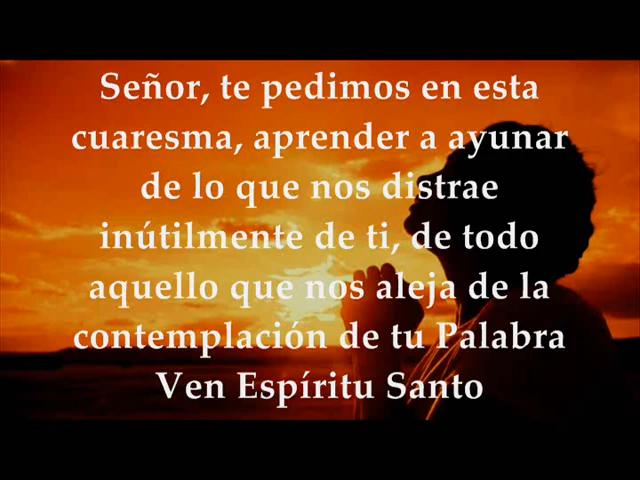 Señor, te pedimos en esta
cuaresma, aprender a ayunar
de lo que nos distrae
inútilmente de ti, de todo
aquello que nos aleja de la
contemplación de tu Palabra
Ven Espíritu Santo